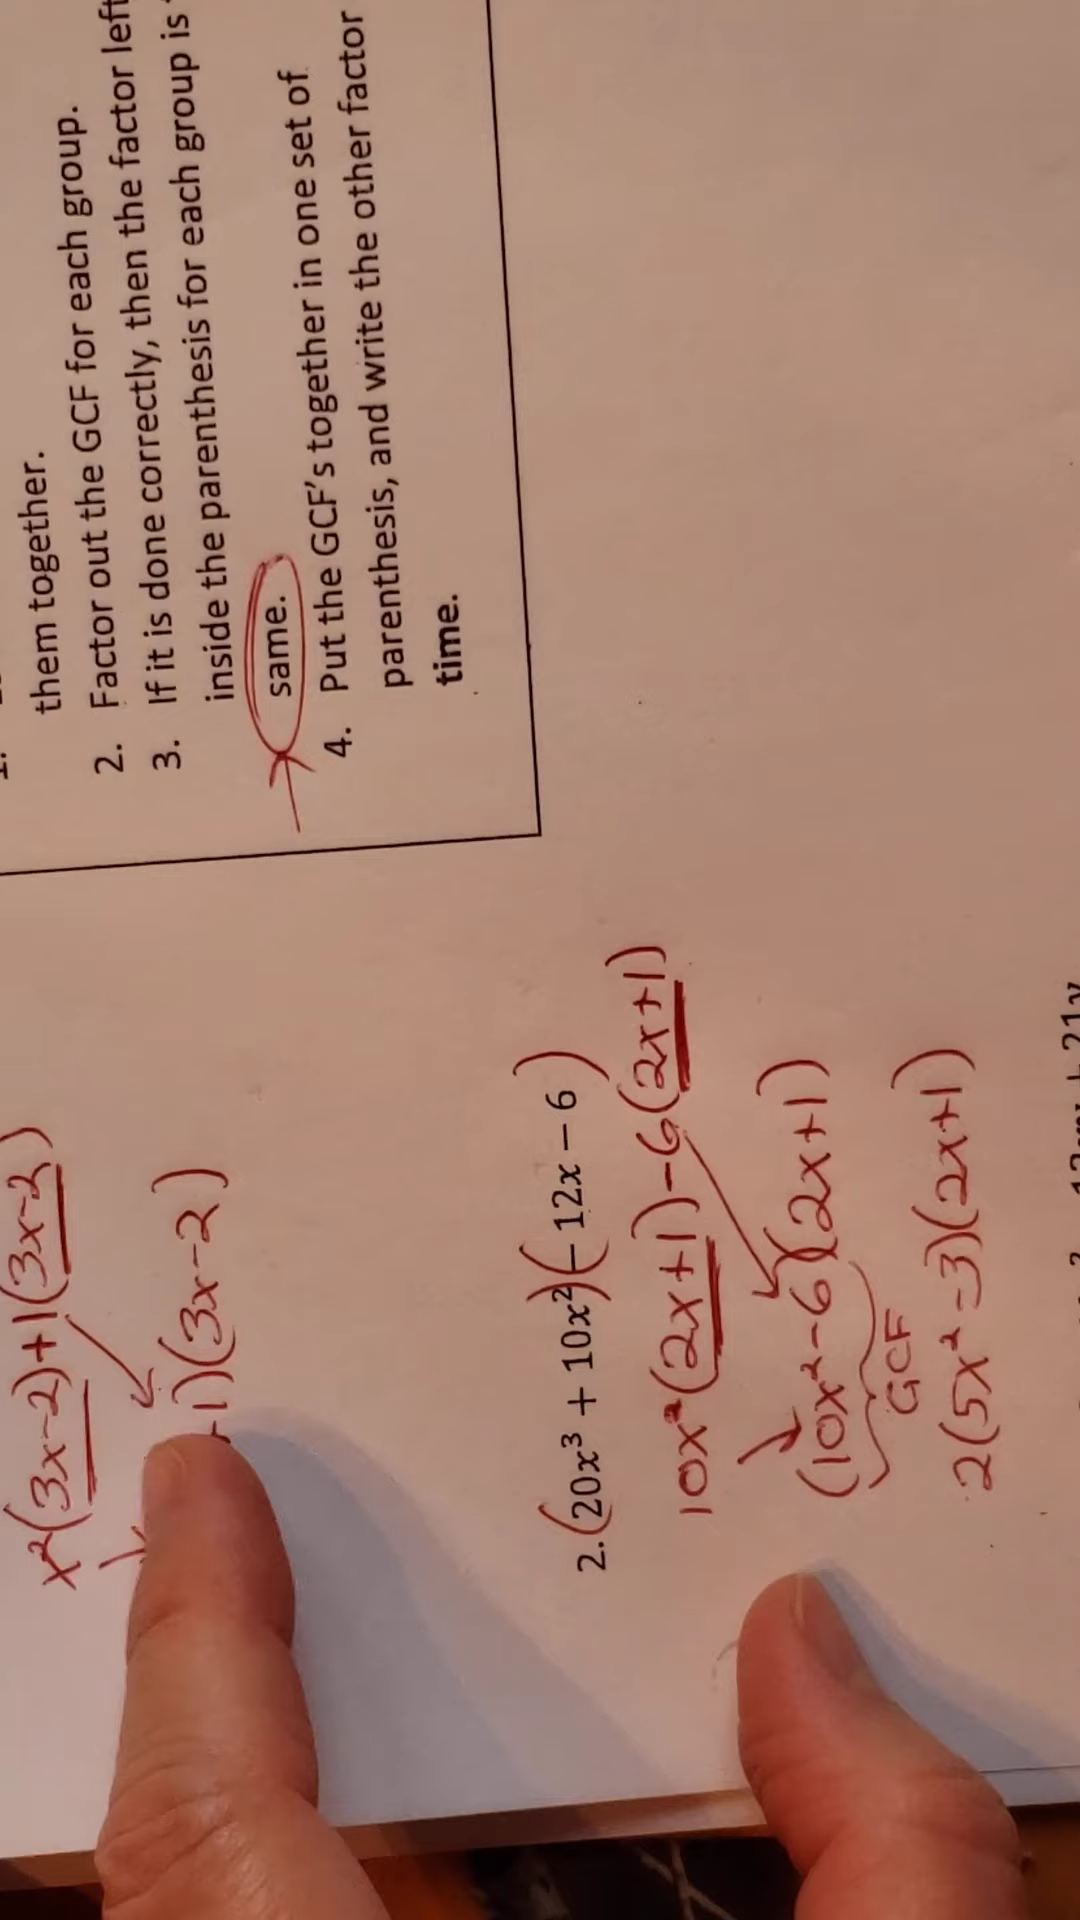 them together.
2. Factor out the GCF for each group.
3. If it is done correctly, then the factor left
inside the parenthesis for each group is
same.
4. Put the GCF's together in one set of
parenthesis, and write the other factor
time.
x²(3x-2)+1(3x-2)
1)(3x-2)
2. (20x³ + 10x²)(-12x - 6)
10x²(2x+1)-6(2x+1)
(10x²-6)(2x+1)
GCF
2(5x²-3)(2x+1)